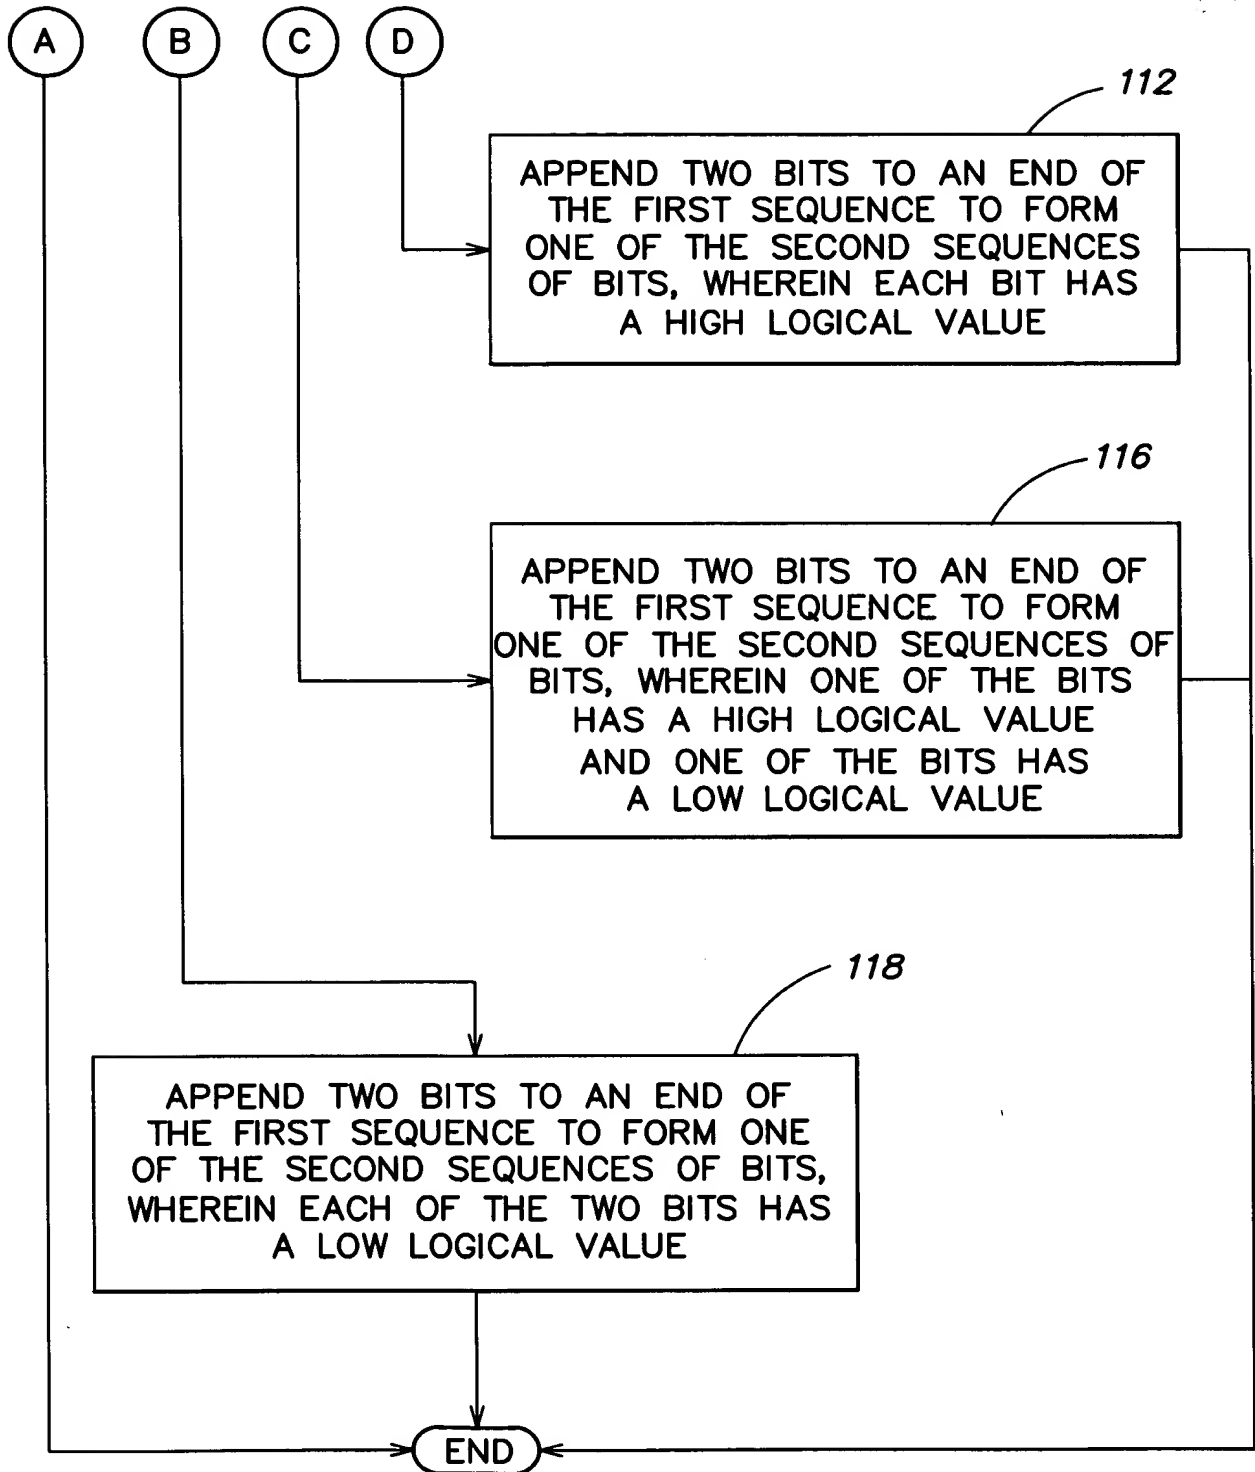 A B C D
112
APPEND TWO BITS TO AN END OF
THE FIRST SEQUENCE TO FORM
ONE OF THE SECOND SEQUENCES
OF BITS, WHEREIN EACH BIT HAS
A HIGH LOGICAL VALUE
116
APPEND TWO BITS TO AN END OF
THE FIRST SEQUENCE TO FORM
ONE OF THE SECOND SEQUENCES OF
BITS, WHEREIN ONE OF THE BITS
HAS A HIGH LOGICAL VALUE
AND ONE OF THE BITS HAS
A LOW LOGICAL VALUE
118
APPEND TWO BITS TO AN END OF
THE FIRST SEQUENCE TO FORM ONE
OF THE SECOND SEQUENCES OF BITS,
WHEREIN EACH OF THE TWO BITS HAS
A LOW LOGICAL VALUE
END